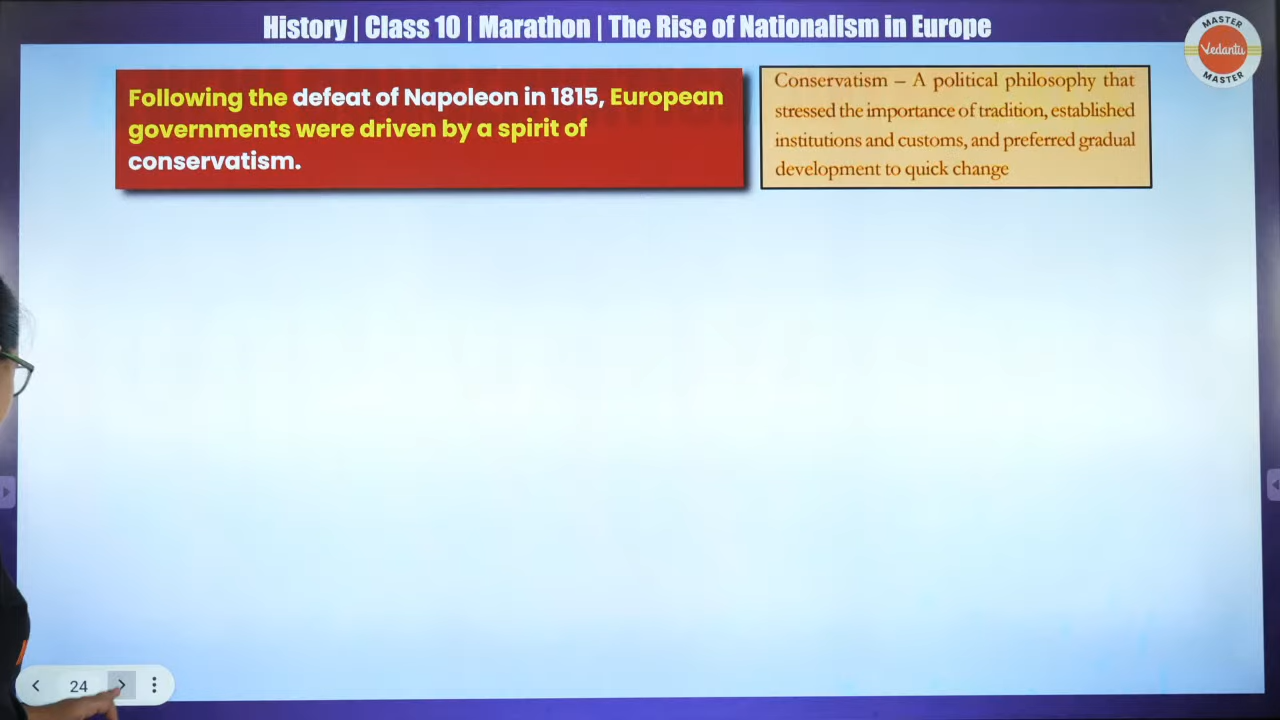 History | Class 10 | Marathon | The Rise of Nationalism in Europe
MASTER
Vedantu
MASTER
Following the defeat of Napoleon in 1815, European
governments were driven by a spirit of
conservatism.
Conservatism – A political philosophy that
stressed the importance of tradition, established
institutions and customs, and preferred gradual
development to quick change
24